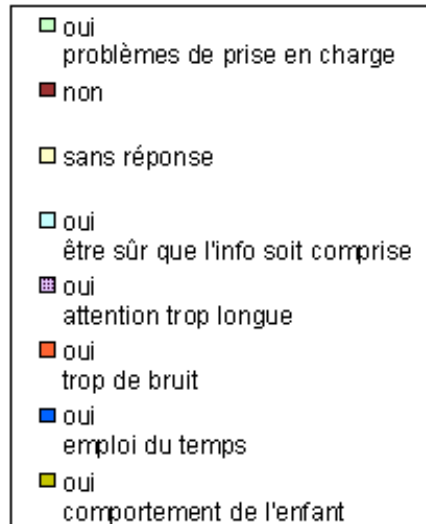 oui
problèmes de prise en charge
non
sans réponse
oui
être sûr que l'info soit comprise
oui
attention trop longue
oui
trop de bruit
oui
emploi du temps
oui
comportement de l'enfant